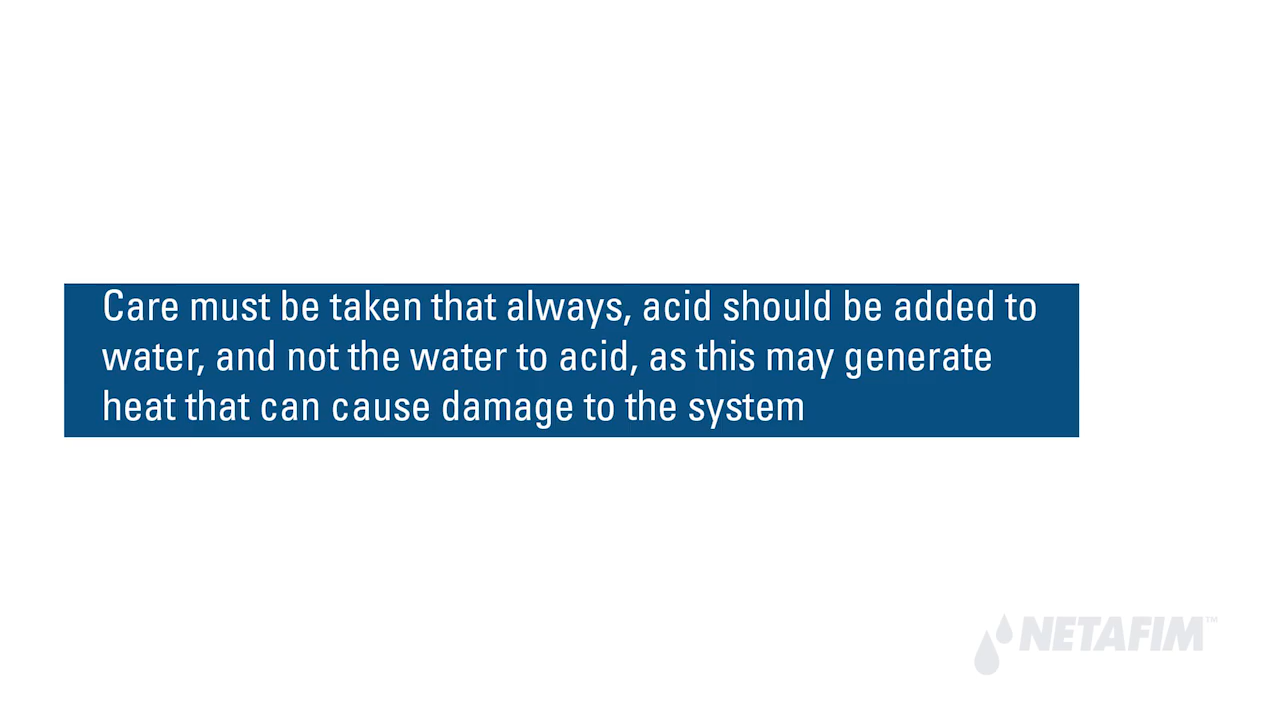 Care must be taken that always, acid should be added to
water, and not the water to acid, as this may generate
heat that can cause damage to the system
NETAFIM™